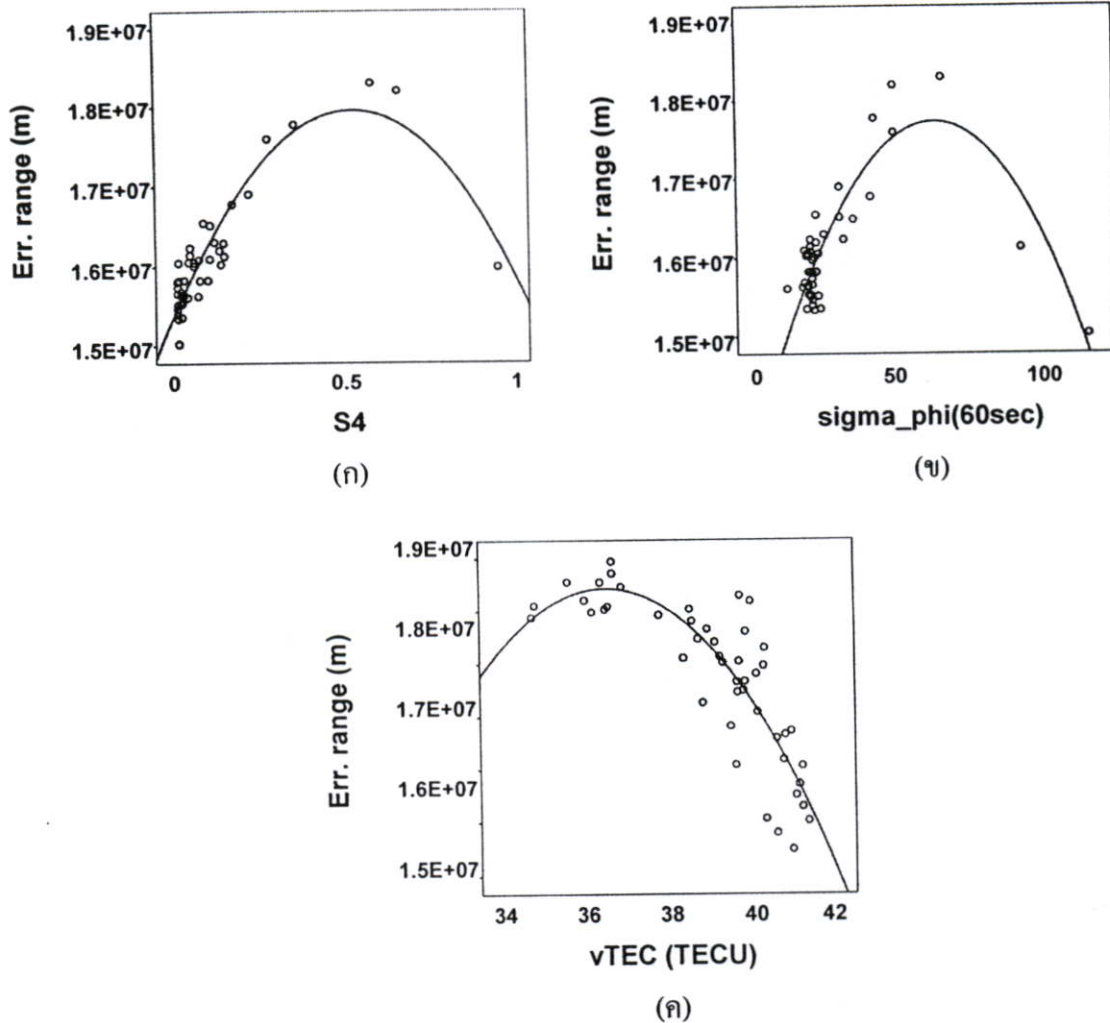 1.9E+07
1.8E+07
1.7E+07
1.6E+07
1.5E+07
Err. range (m)
0 0.5 1
S4
(ก)
1.9E+07
1.8E+07
1.7E+07
1.6E+07
1.5E+07
Err. range (m)
0 50 100
sigma_phi(60sec)
(ข)
1.9E+07
1.8E+07
1.7E+07
1.6E+07
1.5E+07
Err. range (m)
34 36 38 40 42
vTEC (TECU)
(ค)